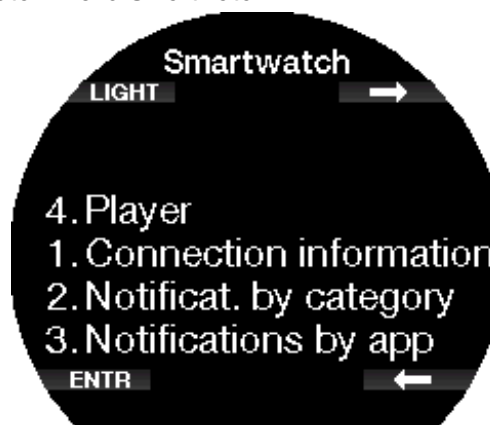 Smartwatch
LIGHT
4. Player
1. Connection information
2. Notificat. by category
3. Notifications by app
ENTR